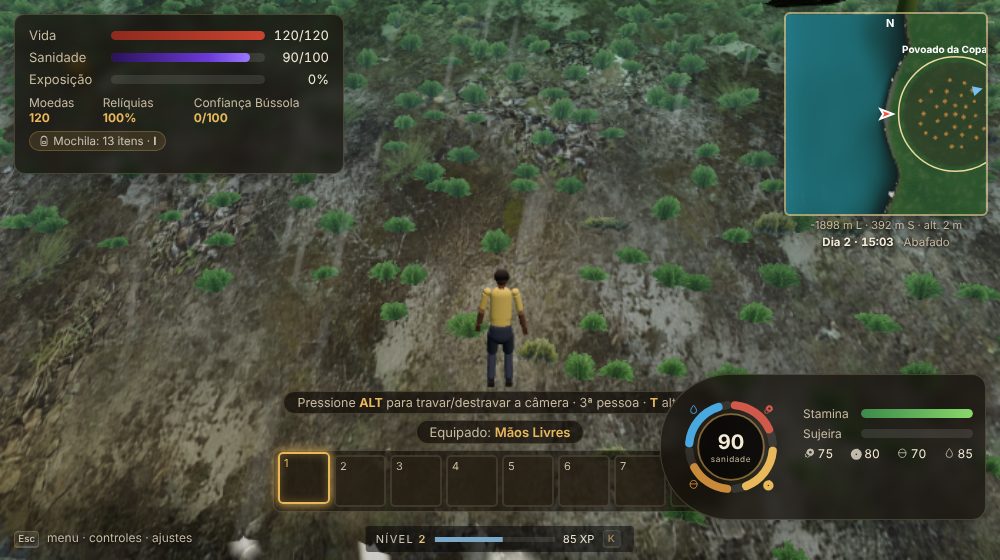 Vida 120/120
Sanidade 90/100
Exposição 0%
Moedas Relíquias Confiança Bússola
120 100% 0/100
Mochila: 13 itens · I
N
Povoado da Copa
-1898 m L · 392 m S · alt. 2 m
Dia 2 · 15:03 · Abafado
Pressione ALT para travar/destravar a câmera · 3ª pessoa · T alt
Equipado: Mãos Livres
1 2 3 4 5 6 7
90
sanidade
Stamina
Sujeira
75 80 70 85
Esc menu · controles · ajustes
NÍVEL 2 85 XP K